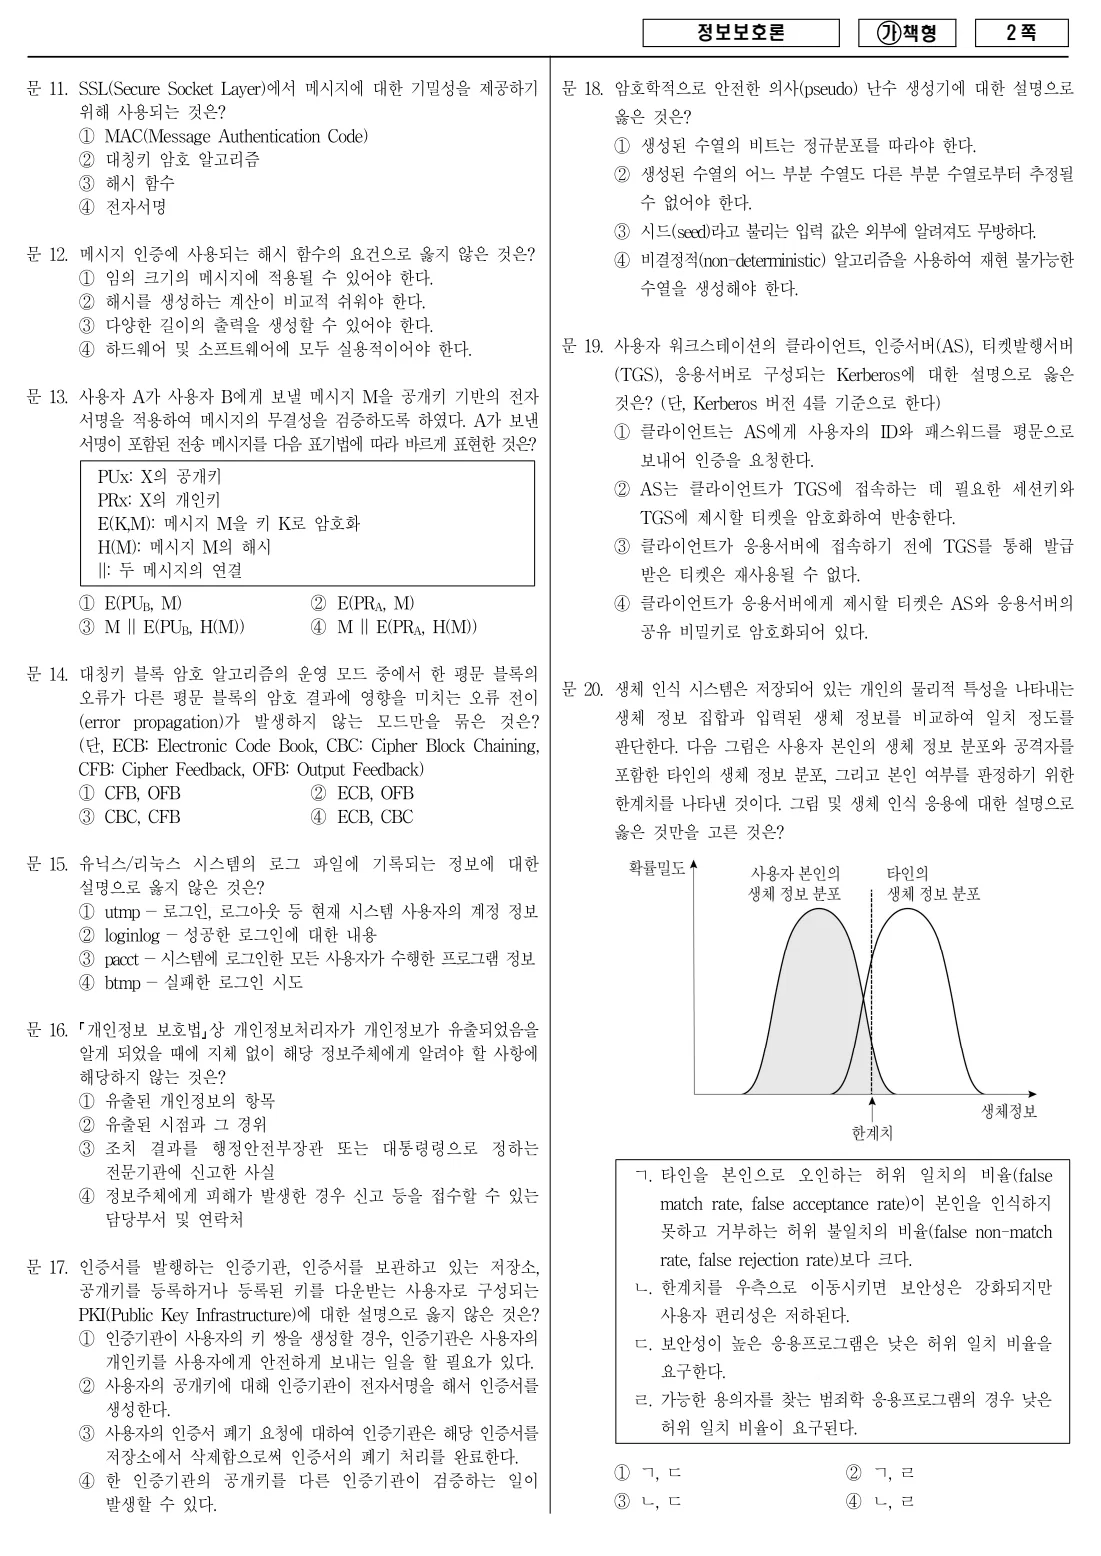 정보보호론
㉮책형
2쪽
문 11. SSL(Secure Socket Layer)에서 메시지에 대한 기밀성을 제공하기
위해 사용되는 것은?
① MAC(Message Authentication Code)
② 대칭키 암호 알고리즘
③ 해시 함수
④ 전자서명
문 12. 메시지 인증에 사용되는 해시 함수의 요건으로 옳지 않은 것은?
① 임의 크기의 메시지에 적용될 수 있어야 한다.
② 해시를 생성하는 계산이 비교적 쉬워야 한다.
③ 다양한 길이의 출력을 생성할 수 있어야 한다.
④ 하드웨어 및 소프트웨어에 모두 실용적이어야 한다.
문 13. 사용자 A가 사용자 B에게 보낼 메시지 M을 공개키 기반의 전자
서명을 적용하여 메시지의 무결성을 검증하도록 하였다. A가 보낸
서명이 포함된 전송 메시지를 다음 표기법에 따라 바르게 표현한 것은?
PUx: X의 공개키
PRx: X의 개인키
E(K,M): 메시지 M을 키 K로 암호화
H(M): 메시지 M의 해시
||: 두 메시지의 연결
① E(PU_B, M) ② E(PR_A, M)
③ M || E(PU_B, H(M)) ④ M || E(PR_A, H(M))
문 14. 대칭키 블록 암호 알고리즘의 운영 모드 중에서 한 평문 블록의
오류가 다른 평문 블록의 암호 결과에 영향을 미치는 오류 전이
(error propagation)가 발생하지 않는 모드만을 묶은 것은?
(단, ECB: Electronic Code Book, CBC: Cipher Block Chaining,
CFB: Cipher Feedback, OFB: Output Feedback)
① CFB, OFB ② ECB, OFB
③ CBC, CFB ④ ECB, CBC
문 15. 유닉스/리눅스 시스템의 로그 파일에 기록되는 정보에 대한
설명으로 옳지 않은 것은?
① utmp – 로그인, 로그아웃 등 현재 시스템 사용자의 계정 정보
② loginlog – 성공한 로그인에 대한 내용
③ pacct – 시스템에 로그인한 모든 사용자가 수행한 프로그램 정보
④ btmp – 실패한 로그인 시도
문 16. 「개인정보 보호법」상 개인정보처리자가 개인정보가 유출되었음을
알게 되었을 때에 지체 없이 해당 정보주체에게 알려야 할 사항에
해당하지 않는 것은?
① 유출된 개인정보의 항목
② 유출된 시점과 그 경위
③ 조치 결과를 행정안전부장관 또는 대통령령으로 정하는
전문기관에 신고한 사실
④ 정보주체에게 피해가 발생한 경우 신고 등을 접수할 수 있는
담당부서 및 연락처
문 17. 인증서를 발행하는 인증기관, 인증서를 보관하고 있는 저장소,
공개키를 등록하거나 등록된 키를 다운받는 사용자로 구성되는
PKI(Public Key Infrastructure)에 대한 설명으로 옳지 않은 것은?
① 인증기관이 사용자의 키 쌍을 생성할 경우, 인증기관은 사용자의
개인키를 사용자에게 안전하게 보내는 일을 할 필요가 있다.
② 사용자의 공개키에 대해 인증기관이 전자서명을 해서 인증서를
생성한다.
③ 사용자의 인증서 폐기 요청에 대하여 인증기관은 해당 인증서를
저장소에서 삭제함으로써 인증서의 폐기 처리를 완료한다.
④ 한 인증기관의 공개키를 다른 인증기관이 검증하는 일이
발생할 수 있다.
문 18. 암호학적으로 안전한 의사(pseudo) 난수 생성기에 대한 설명으로
옳은 것은?
① 생성된 수열의 비트는 정규분포를 따라야 한다.
② 생성된 수열의 어느 부분 수열도 다른 부분 수열로부터 추정될
수 없어야 한다.
③ 시드(seed)라고 불리는 입력 값은 외부에 알려져도 무방하다.
④ 비결정적(non-deterministic) 알고리즘을 사용하여 재현 불가능한
수열을 생성해야 한다.
문 19. 사용자 워크스테이션의 클라이언트, 인증서버(AS), 티켓발행서버
(TGS), 응용서버로 구성되는 Kerberos에 대한 설명으로 옳은
것은? (단, Kerberos 버전 4를 기준으로 한다)
① 클라이언트는 AS에게 사용자의 ID와 패스워드를 평문으로
보내어 인증을 요청한다.
② AS는 클라이언트가 TGS에 접속하는 데 필요한 세션키와
TGS에 제시할 티켓을 암호화하여 반송한다.
③ 클라이언트가 응용서버에 접속하기 전에 TGS를 통해 발급
받은 티켓은 재사용될 수 없다.
④ 클라이언트가 응용서버에게 제시할 티켓은 AS와 응용서버의
공유 비밀키로 암호화되어 있다.
문 20. 생체 인식 시스템은 저장되어 있는 개인의 물리적 특성을 나타내는
생체 정보 집합과 입력된 생체 정보를 비교하여 일치 정도를
판단한다. 다음 그림은 사용자 본인의 생체 정보 분포와 공격자를
포함한 타인의 생체 정보 분포, 그리고 본인 여부를 판정하기 위한
한계치를 나타낸 것이다. 그림 및 생체 인식 응용에 대한 설명으로
옳은 것만을 고른 것은?
확률밀도
사용자 본인의
생체 정보 분포
타인의
생체 정보 분포
생체정보
한계치
ㄱ. 타인을 본인으로 오인하는 허위 일치의 비율(false
match rate, false acceptance rate)이 본인을 인식하지
못하고 거부하는 허위 불일치의 비율(false non-match
rate, false rejection rate)보다 크다.
ㄴ. 한계치를 우측으로 이동시키면 보안성은 강화되지만
사용자 편리성은 저하된다.
ㄷ. 보안성이 높은 응용프로그램은 낮은 허위 일치 비율을
요구한다.
ㄹ. 가능한 용의자를 찾는 범죄학 응용프로그램의 경우 낮은
허위 일치 비율이 요구된다.
① ㄱ, ㄷ ② ㄱ, ㄹ
③ ㄴ, ㄷ ④ ㄴ, ㄹ